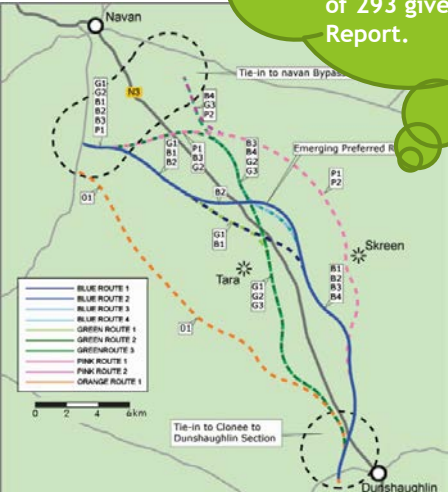 of 293 give
Report.
Navan
N3
Tie-in to navan Bypass
G1
G2
B1
B2
B3
P1
B4
G3
P2
G1
B1
B2
P1
B3
G2
B3
B4
G2
G3
Emerging Preferred R
P1
P2
O1
B2
G1
B1
Skreen
Tara
B1
B2
B3
B4
G1
G2
G3
BLUE ROUTE 1
BLUE ROUTE 2
BLUE ROUTE 3
BLUE ROUTE 4
GREEN ROUTE 1
GREEN ROUTE 2
GREENROUTE 3
PINK ROUTE 1
PINK ROUTE 2
ORANGE ROUTE 1
O1
0 2 4 6km
Tie-in to Clonee to
Dunshaughlin Section
Dunshaughlin